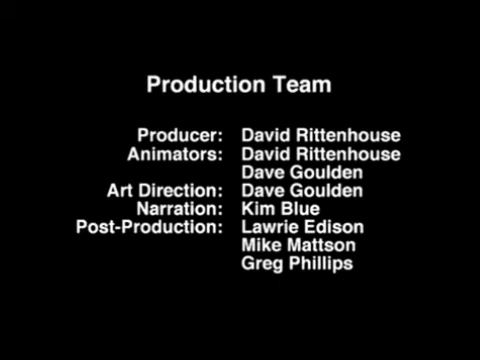 Production Team
Producer: David Rittenhouse
Animators: David Rittenhouse
Dave Goulden
Art Direction: Dave Goulden
Narration: Kim Blue
Post-Production: Lawrie Edison
Mike Mattson
Greg Phillips